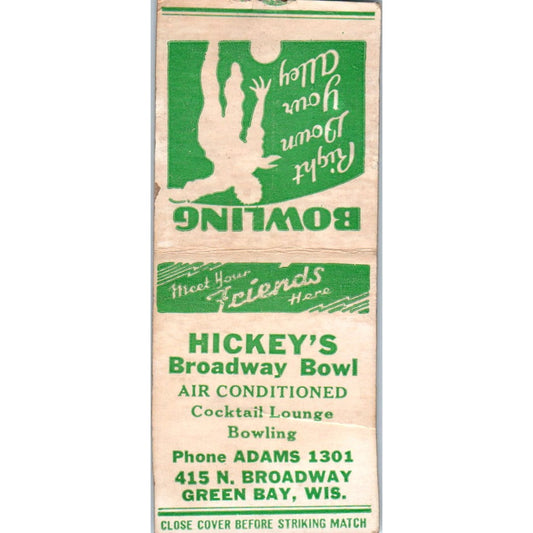 BOWLING
Right
Down
Your
Alley
Meet Your
Friends
Here
HICKEY'S
Broadway Bowl
AIR CONDITIONED
Cocktail Lounge
Bowling
Phone ADAMS 1301
415 N. BROADWAY
GREEN BAY, WIS.
CLOSE COVER BEFORE STRIKING MATCH